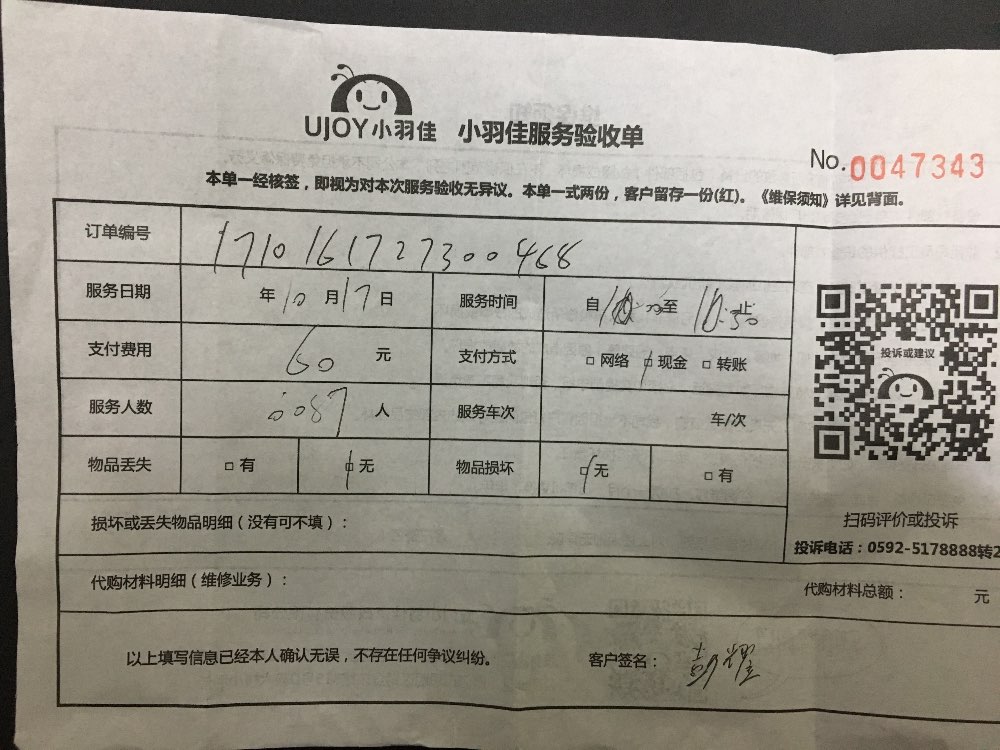 UJOY小羽佳 小羽佳服务验收单
No.0047343
本单一经核签，即视为对本次服务验收无异议。本单一式两份，客户留存一份(红)。《维保须知》详见背面。
订单编号 1710161727300468
服务日期 年10月17日 服务时间 自 至 止
支付费用 60元 支付方式 □网络 □现金 □转账
服务人数 087人 服务车次 车/次
物品丢失 □有 □无 物品损坏 □无 □有
投诉或建议
扫码评价或投诉
投诉电话：0592-5178888转2
损坏或丢失物品明细（没有可不填）：
代购材料明细（维修业务）： 代购材料总额： 元
以上填写信息已经本人确认无误，不存在任何争议纠纷。 客户签名：彭耀